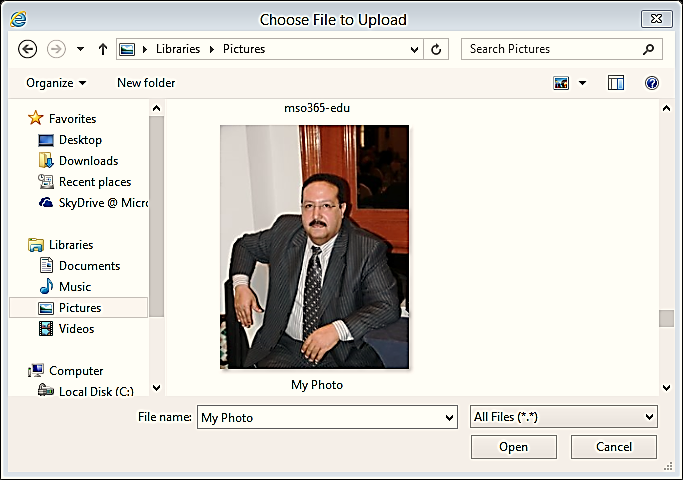 Choose File to Upload
Libraries Pictures
Search Pictures
Organize
New folder
Favorites
Desktop
Downloads
Recent places
SkyDrive @ Micro
Libraries
Documents
Music
Pictures
Videos
Computer
Local Disk (C:)
mso365-edu
My Photo
File name: My Photo
All Files (*.*)
Open Cancel